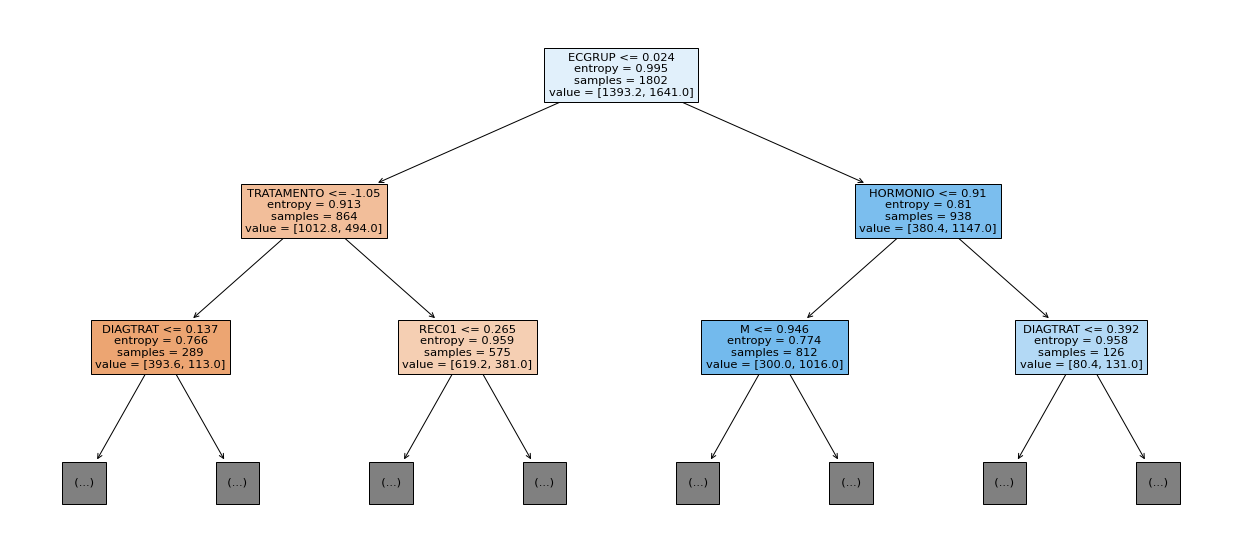 ECGRUP <= 0.024
entropy = 0.995
samples = 1802
value = [1393.2, 1641.0]
TRATAMENTO <= -1.05
entropy = 0.913
samples = 864
value = [1012.8, 494.0]
HORMONIO <= 0.91
entropy = 0.81
samples = 938
value = [380.4, 1147.0]
DIAGTRAT <= 0.137
entropy = 0.766
samples = 289
value = [393.6, 113.0]
REC01 <= 0.265
entropy = 0.959
samples = 575
value = [619.2, 381.0]
M <= 0.946
entropy = 0.774
samples = 812
value = [300.0, 1016.0]
DIAGTRAT <= 0.392
entropy = 0.958
samples = 126
value = [80.4, 131.0]
(...)
(...)
(...)
(...)
(...)
(...)
(...)
(...)